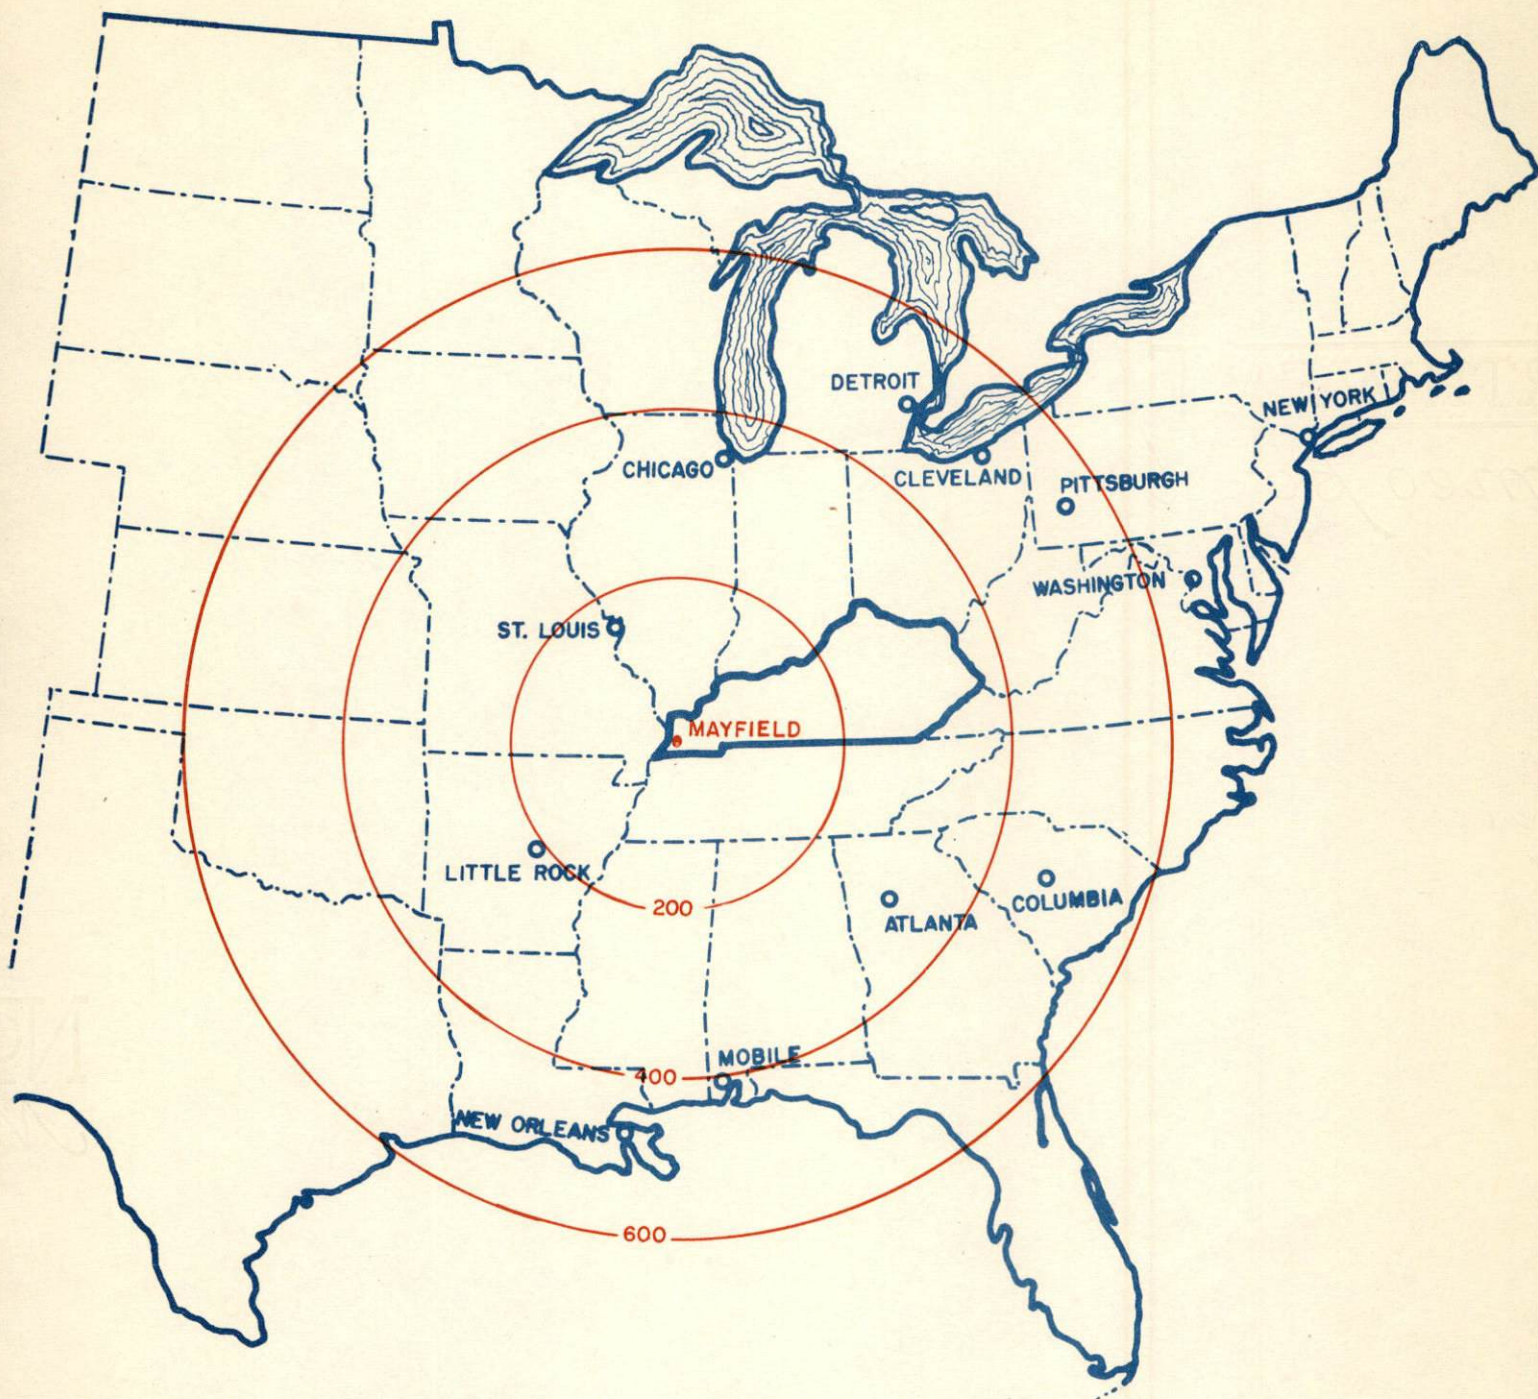 DETROIT
NEW YORK
CHICAGO
CLEVELAND
PITTSBURGH
WASHINGTON
ST. LOUIS
MAYFIELD
LITTLE ROCK
COLUMBIA
200
ATLANTA
MOBILE
400
NEW ORLEANS
600